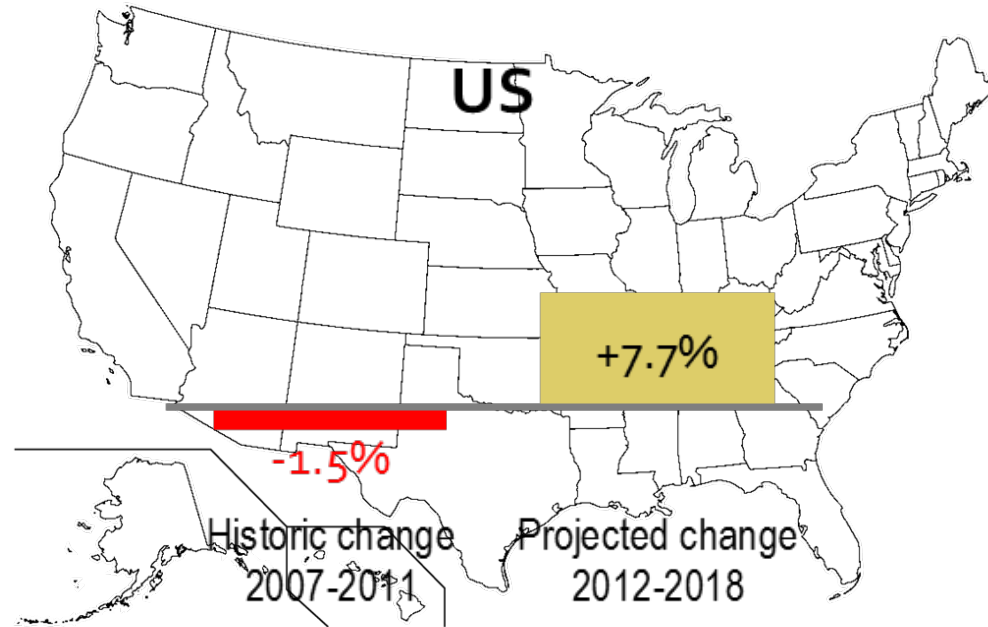 US
+7.7%
-1.5%
Historic change
2007-2011
Projected change
2012-2018